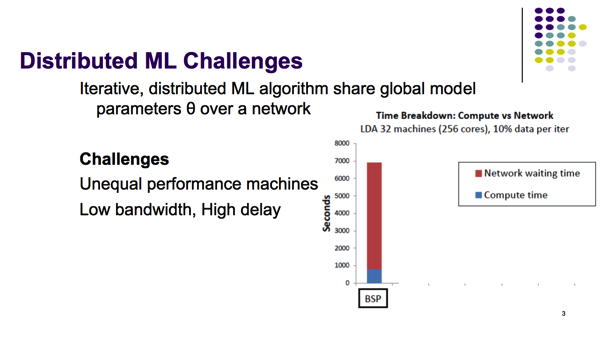 Distributed ML Challenges
Iterative, distributed ML algorithm share global model
parameters θ over a network
Challenges
Unequal performance machines
Low bandwidth, High delay
Time Breakdown: Compute vs Network
LDA 32 machines (256 cores), 10% data per iter
8000
7000
6000
5000
4000
3000
2000
1000
0
Seconds
Network waiting time
Compute time
BSP
3